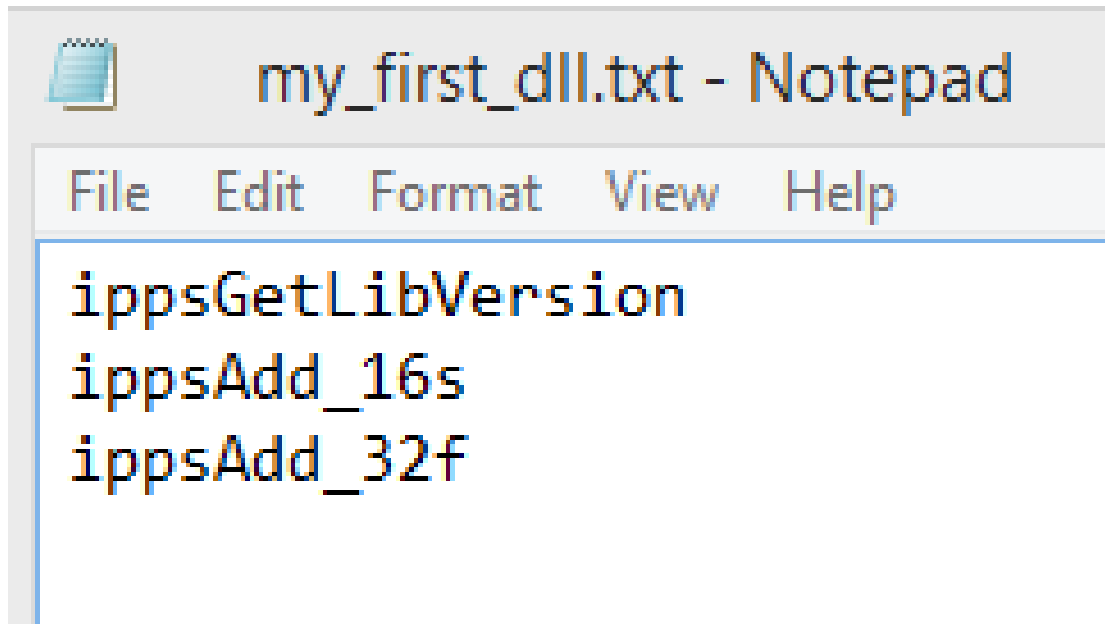 my_first_dll.txt - Notepad
File Edit Format View Help
ippsGetLibVersion
ippsAdd_16s
ippsAdd_32f